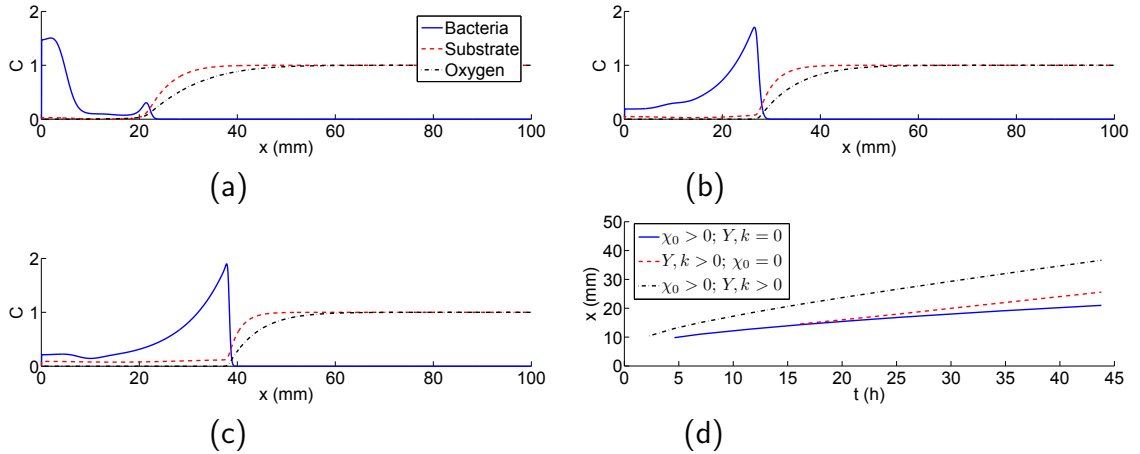 2
1
0
C
0
20
40
60
80
100
x (mm)
Bacteria
Substrate
Oxygen
(a)
2
1
0
C
0
20
40
60
80
100
x (mm)
(b)
2
1
0
C
0
20
40
60
80
100
x (mm)
(c)
50
40
30
20
10
0
x (mm)
0
5
10
15
20
25
30
35
40
45
t (h)
χ₀ > 0; Y, k = 0
Y, k > 0; χ₀ = 0
χ₀ > 0; Y, k > 0
(d)